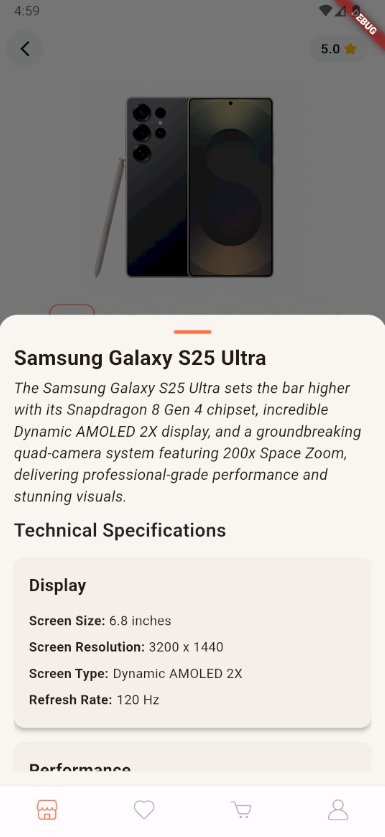 4:59
DEBUG
5.0
Samsung Galaxy S25 Ultra
The Samsung Galaxy S25 Ultra sets the bar higher
with its Snapdragon 8 Gen 4 chipset, incredible
Dynamic AMOLED 2X display, and a groundbreaking
quad-camera system featuring 200x Space Zoom,
delivering professional-grade performance and
stunning visuals.
Technical Specifications
Display
Screen Size: 6.8 inches
Screen Resolution: 3200 x 1440
Screen Type: Dynamic AMOLED 2X
Refresh Rate: 120 Hz
Performance